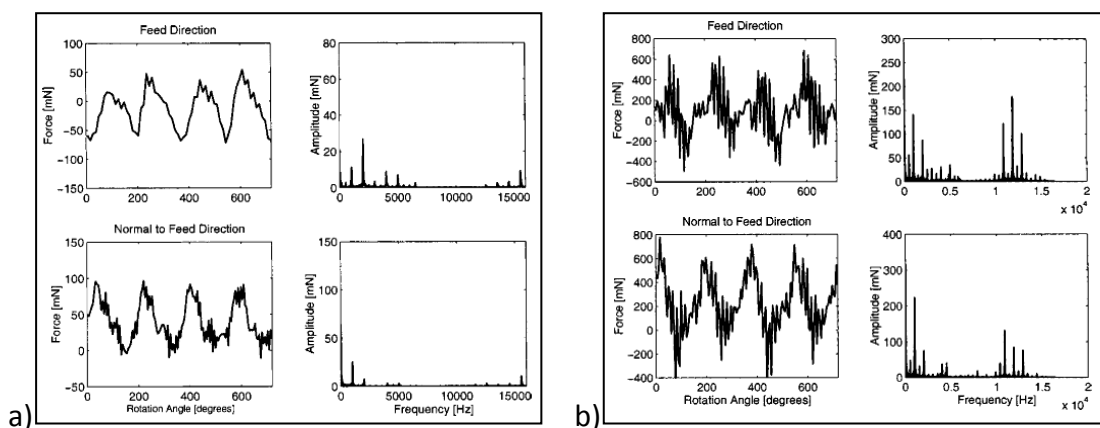 Feed Direction
Force [mN]
100
50
0
-50
-100
-150
0 200 400 600
Amplitude [mN]
80
60
40
20
0
0 5000 10000 15000
Normal to Feed Direction
Force [mN]
150
100
50
0
-50
0 200 400 600
Rotation Angle [degrees]
Amplitude [mN]
150
100
50
0
0 5000 10000 15000
Frequency [Hz]
a)
Feed Direction
Force [mN]
800
600
400
200
0
-200
-400
-600
0 200 400 600
Amplitude [mN]
300
250
200
150
100
50
0
0 0.5 1 1.5 2
x 10⁴
Normal to Feed Direction
Force [mN]
800
600
400
200
0
-200
-400
0 200 400 600
Rotation Angle [degrees]
Amplitude [mN]
400
300
200
100
0
0 0.5 1 1.5 2
Frequency [Hz] x 10⁴
b)